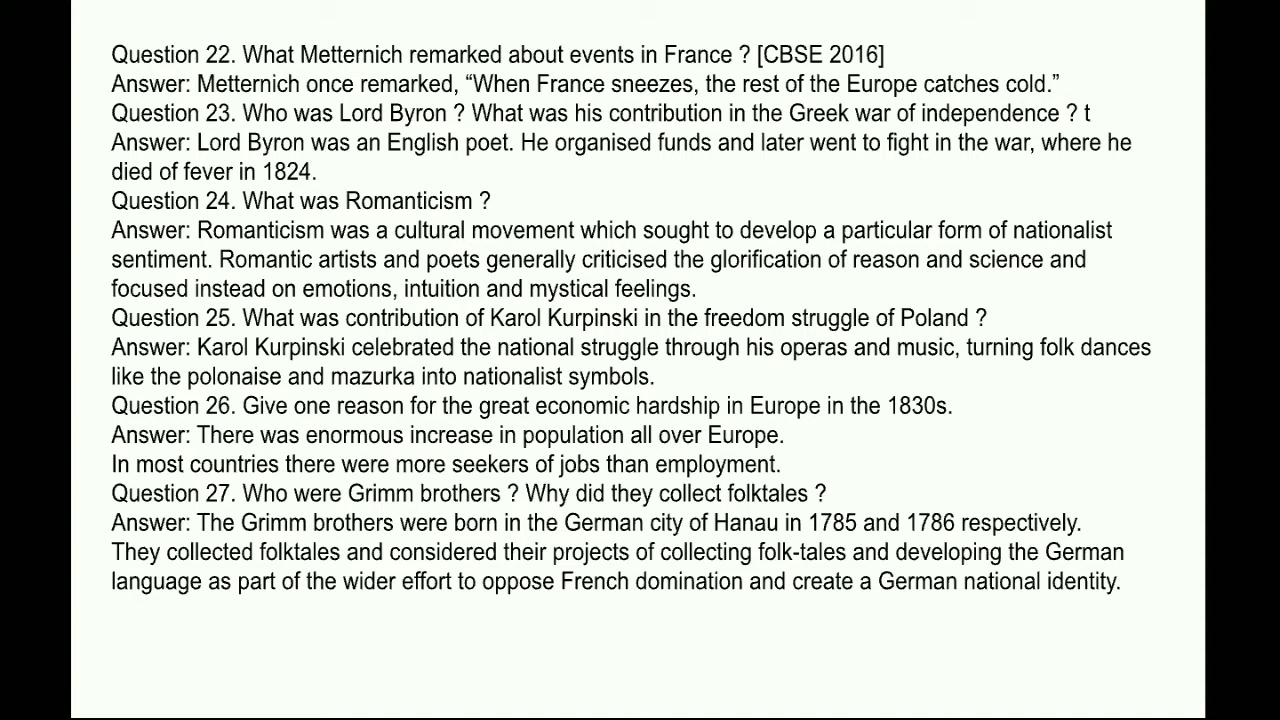 Question 22. What Metternich remarked about events in France ? [CBSE 2016]
Answer: Metternich once remarked, “When France sneezes, the rest of the Europe catches cold.”
Question 23. Who was Lord Byron ? What was his contribution in the Greek war of independence ? t
Answer: Lord Byron was an English poet. He organised funds and later went to fight in the war, where he
died of fever in 1824.
Question 24. What was Romanticism ?
Answer: Romanticism was a cultural movement which sought to develop a particular form of nationalist
sentiment. Romantic artists and poets generally criticised the glorification of reason and science and
focused instead on emotions, intuition and mystical feelings.
Question 25. What was contribution of Karol Kurpinski in the freedom struggle of Poland ?
Answer: Karol Kurpinski celebrated the national struggle through his operas and music, turning folk dances
like the polonaise and mazurka into nationalist symbols.
Question 26. Give one reason for the great economic hardship in Europe in the 1830s.
Answer: There was enormous increase in population all over Europe.
In most countries there were more seekers of jobs than employment.
Question 27. Who were Grimm brothers ? Why did they collect folktales ?
Answer: The Grimm brothers were born in the German city of Hanau in 1785 and 1786 respectively.
They collected folktales and considered their projects of collecting folk-tales and developing the German
language as part of the wider effort to oppose French domination and create a German national identity.